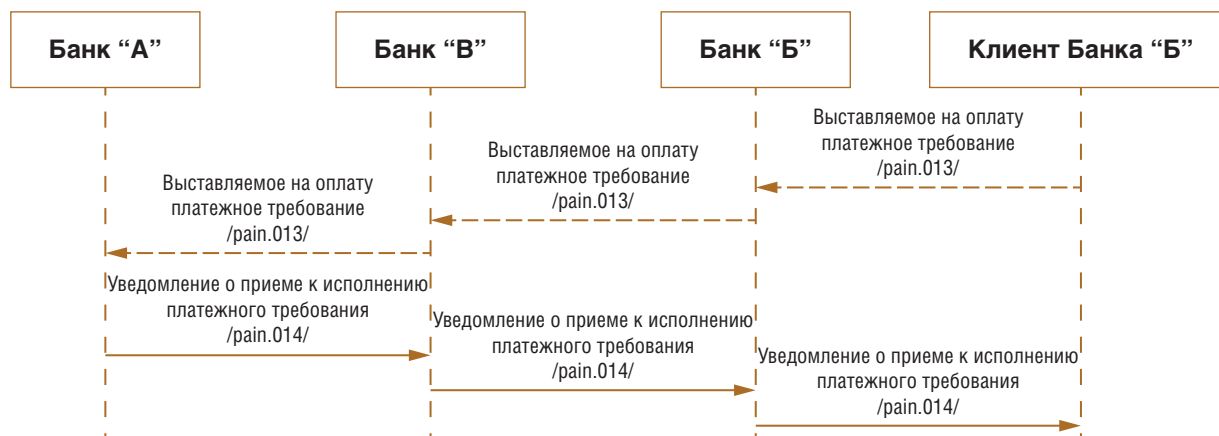 Банк “А”
Банк “В”
Банк “Б”
Клиент Банка “Б”
Выставляемое на оплату
платежное требование
/pain.013/
Выставляемое на оплату
платежное требование
/pain.013/
Выставляемое на оплату
платежное требование
/pain.013/
Уведомление о приеме к исполнению
платежного требования
/pain.014/
Уведомление о приеме к исполнению
платежного требования
/pain.014/
Уведомление о приеме к исполнению
платежного требования
/pain.014/